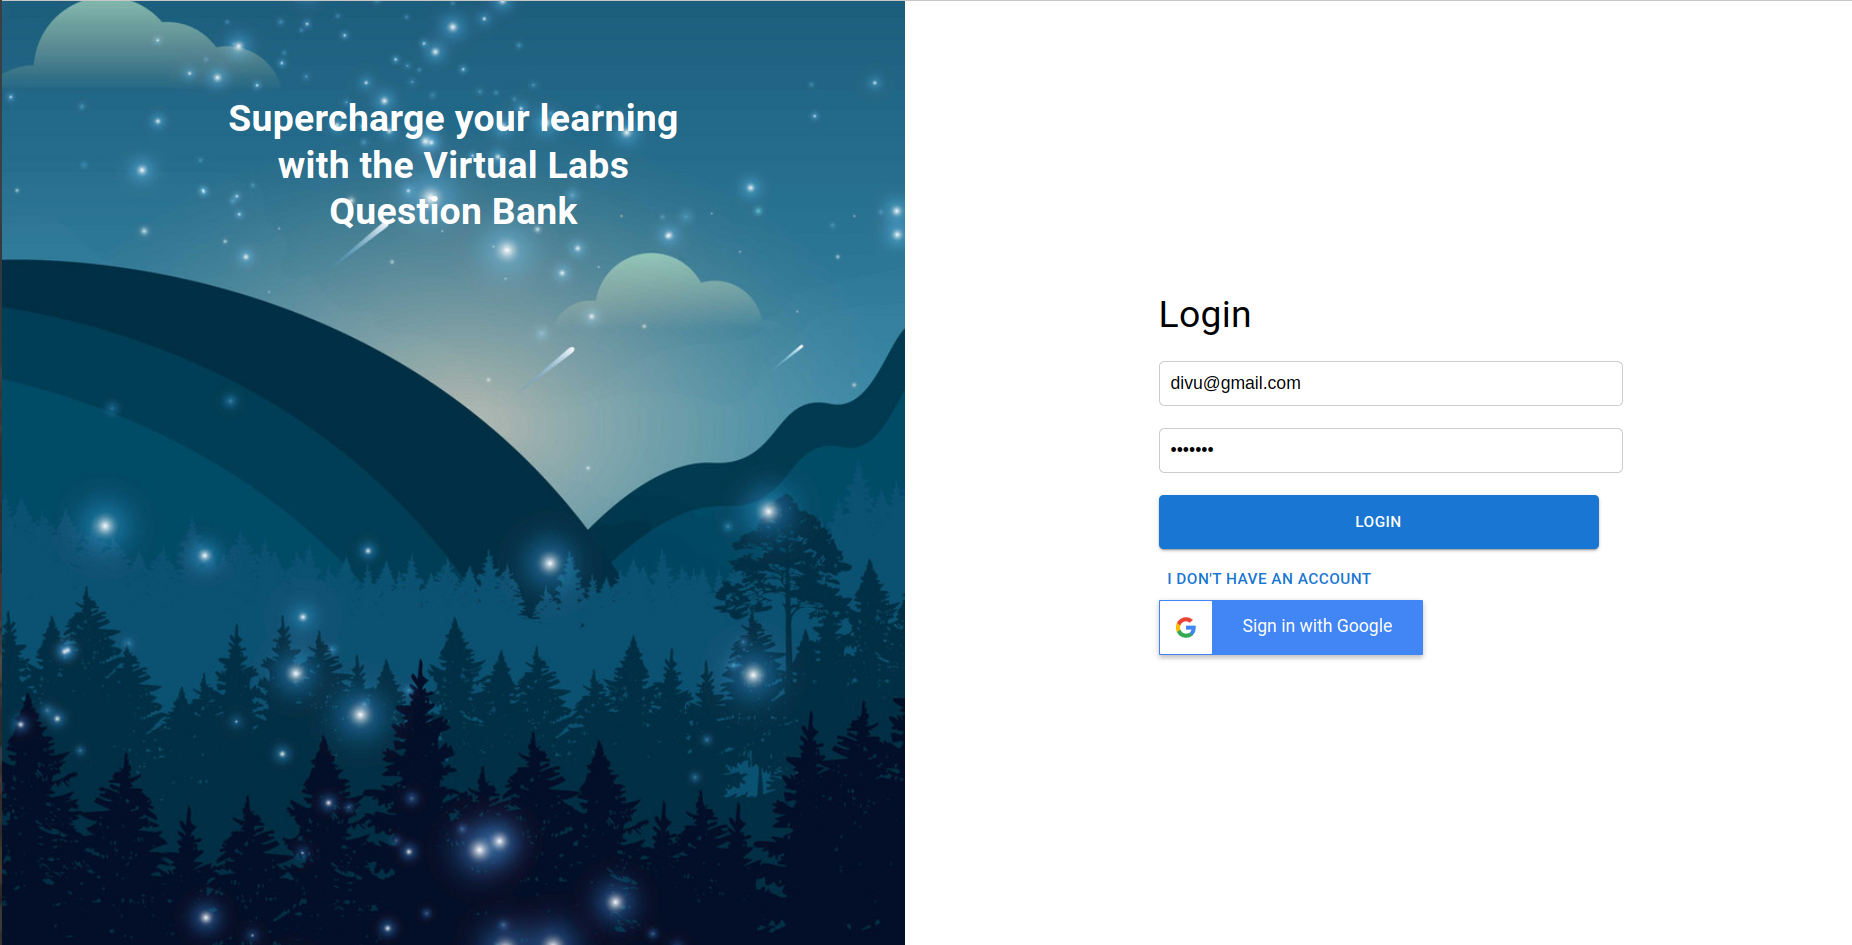 Supercharge your learning
with the Virtual Labs
Question Bank
Login
divu@gmail.com
•••••••
LOGIN
I DON'T HAVE AN ACCOUNT
Sign in with Google